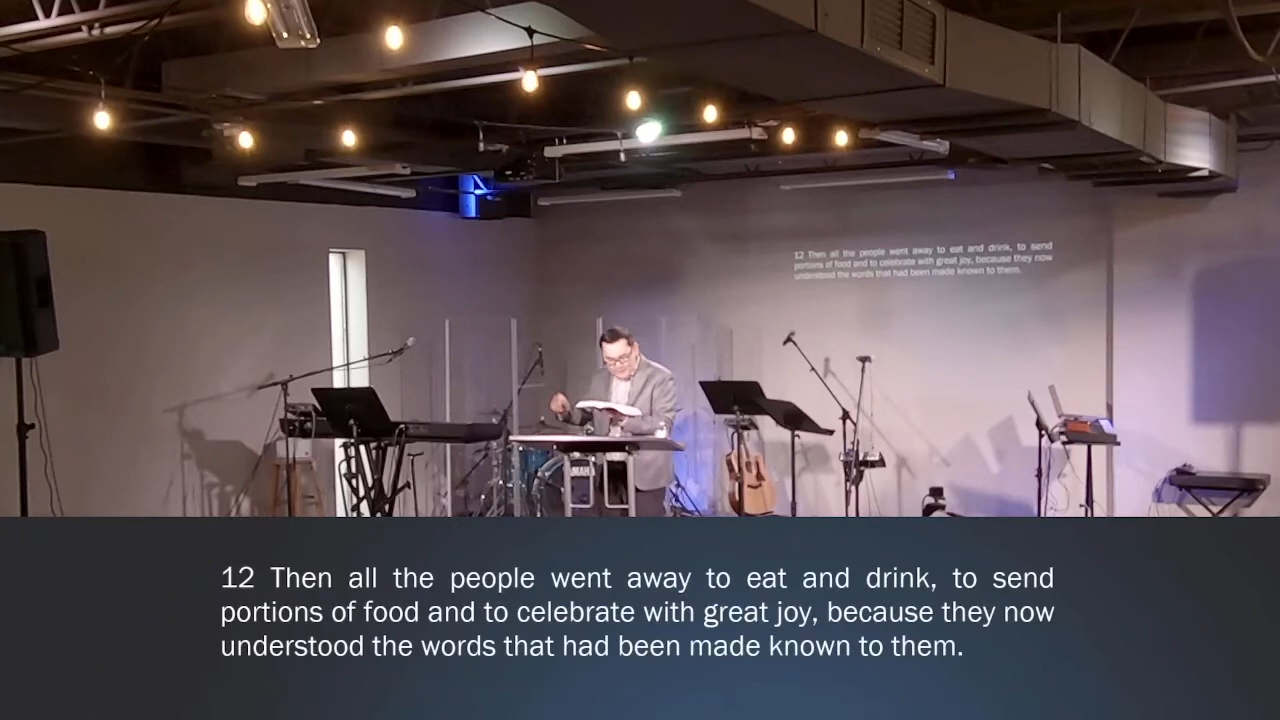 12 Then all the people went away to eat and drink, to send
portions of food and to celebrate with great joy, because they now
understood the words that had been made known to them.
12 Then all the people went away to eat and drink, to send
portions of food and to celebrate with great joy, because they now
understood the words that had been made known to them.